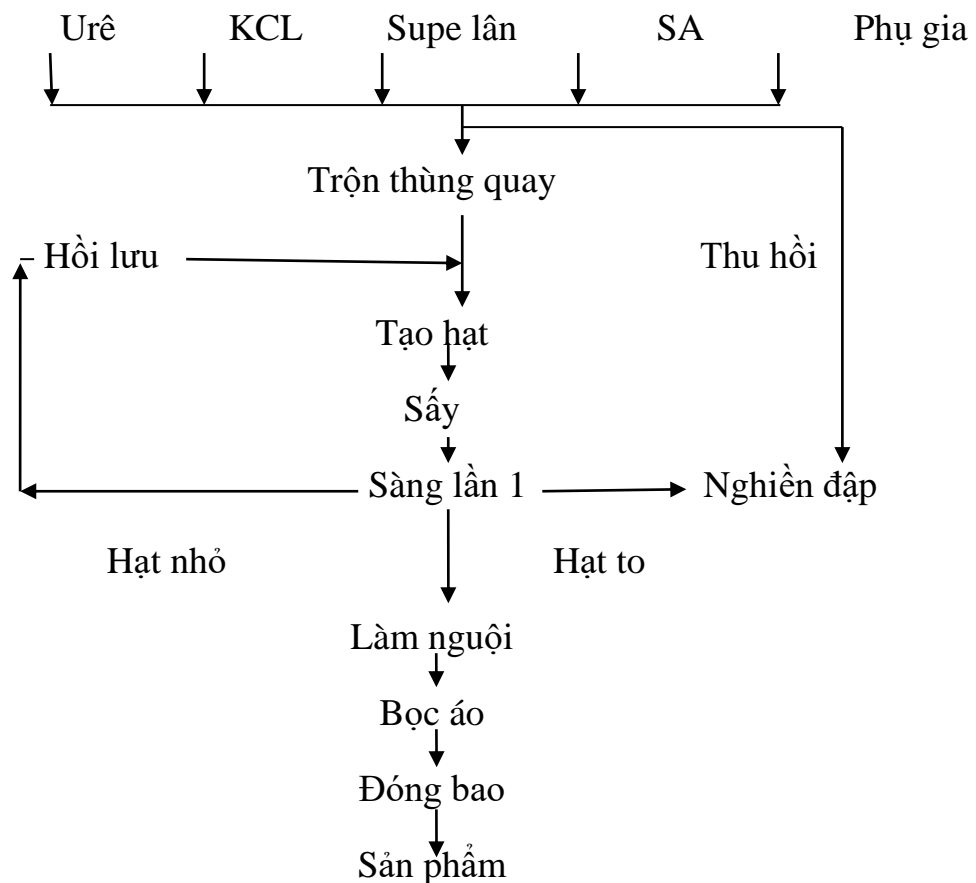 Urê KCL Supe lân SA Phụ gia
Trộn thùng quay
Hồi lưu Thu hồi
Tạo hạt
Sấy
Sàng lần 1 Nghiền đập
Hạt nhỏ Hạt to
Làm nguội
Bọc áo
Đóng bao
Sản phẩm